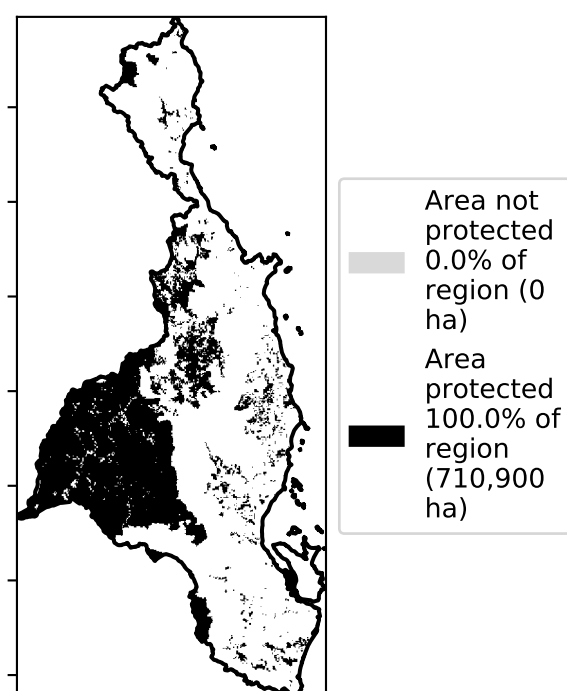 Area not
protected
0.0% of
region (0
ha)
Area
protected
100.0% of
region
(710,900
ha)